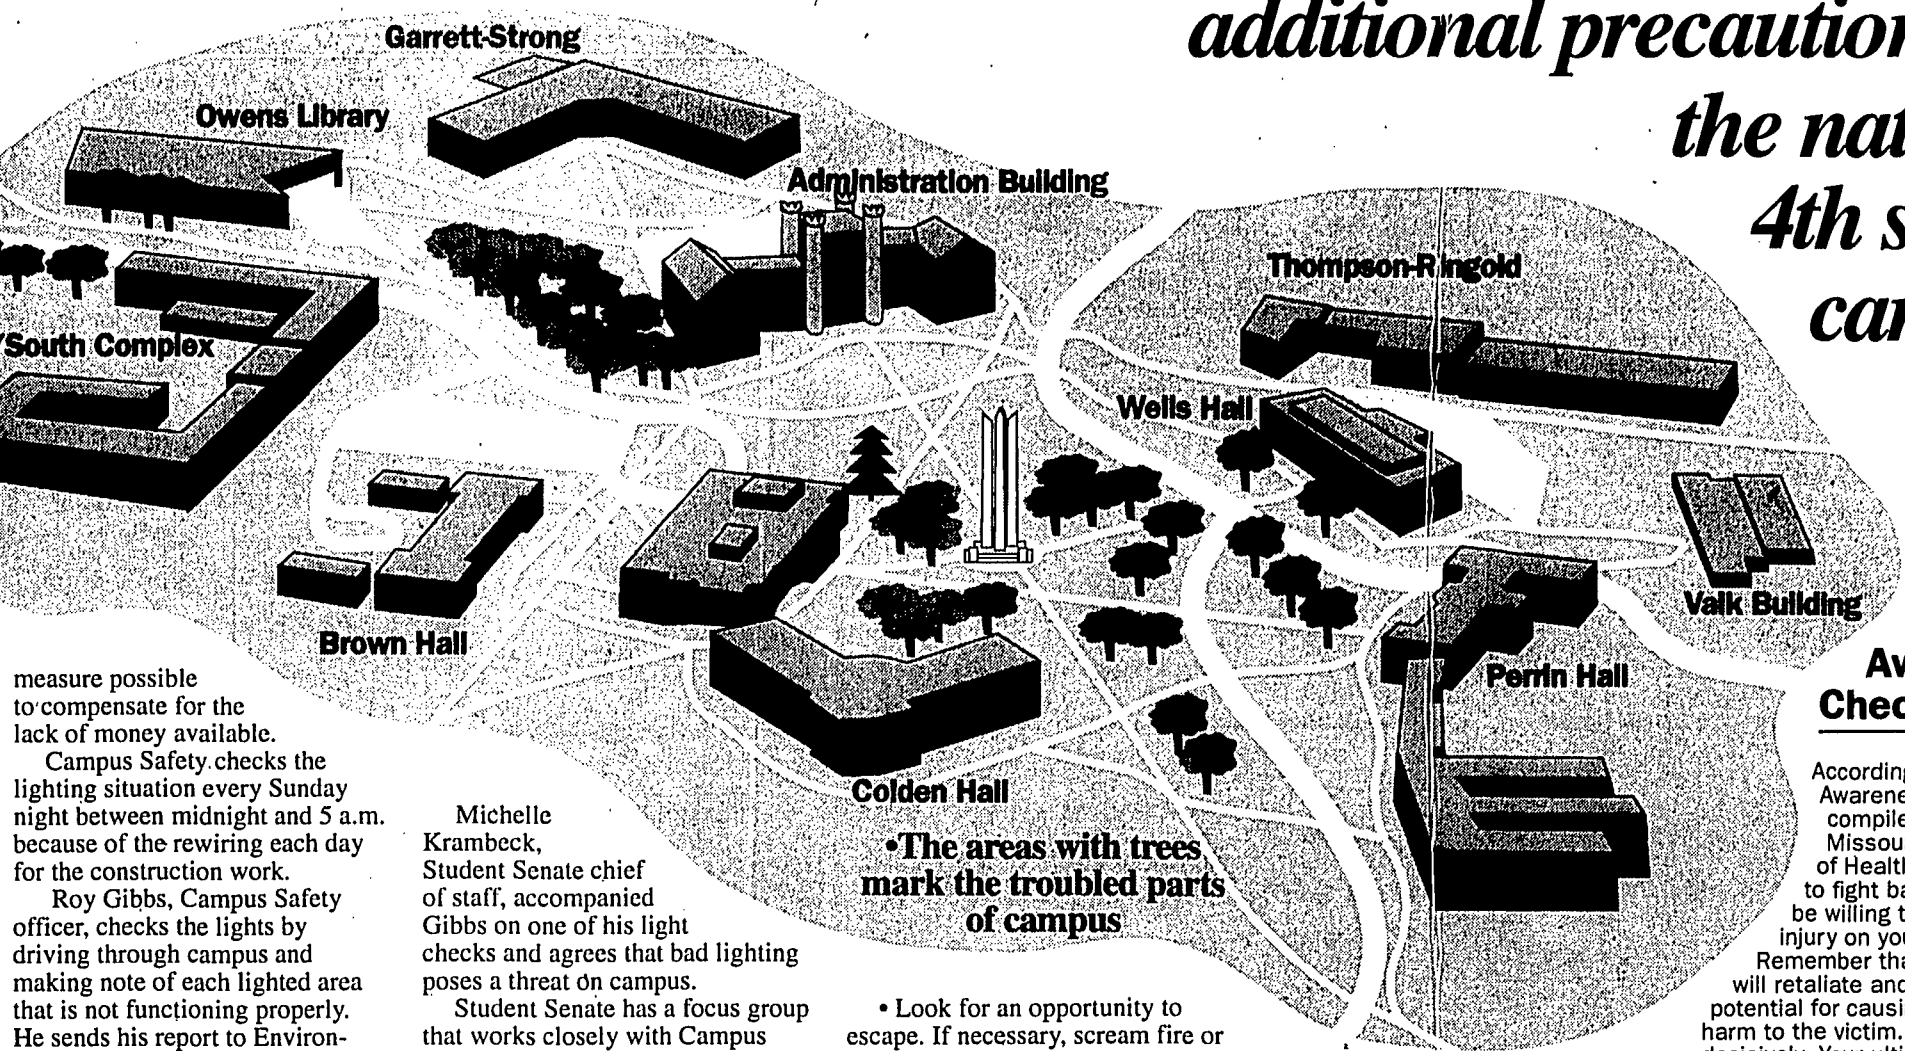 additional precaution
the nat
4th s
car
Garrett-Strong
Owens Library
Administration Building
Thompson-Ringold
/South Complex
Wells Hall
Valk Building
Brown Hall
Perrin Hall
Colden Hall
•The areas with trees
mark the troubled parts
of campus
measure possible
to compensate for the
lack of money available.
Campus Safety checks the
lighting situation every Sunday
night between midnight and 5 a.m.
because of the rewiring each day
for the construction work.
Roy Gibbs, Campus Safety
officer, checks the lights by
driving through campus and
making note of each lighted area
that is not functioning properly.
He sends his report to Environ-
Michelle
Krambeck,
Student Senate chief
of staff, accompanied
Gibbs on one of his light
checks and agrees that bad lighting
poses a threat on campus.
Student Senate has a focus group
that works closely with Campus
• Look for an opportunity to
escape. If necessary, scream fire or
Aw
Chec
According
Awarene
compile
Missou
of Health
to fight ba
be willing t
injury on you
Remember tha
will retaliate and
potential for causi
harm to the victim.